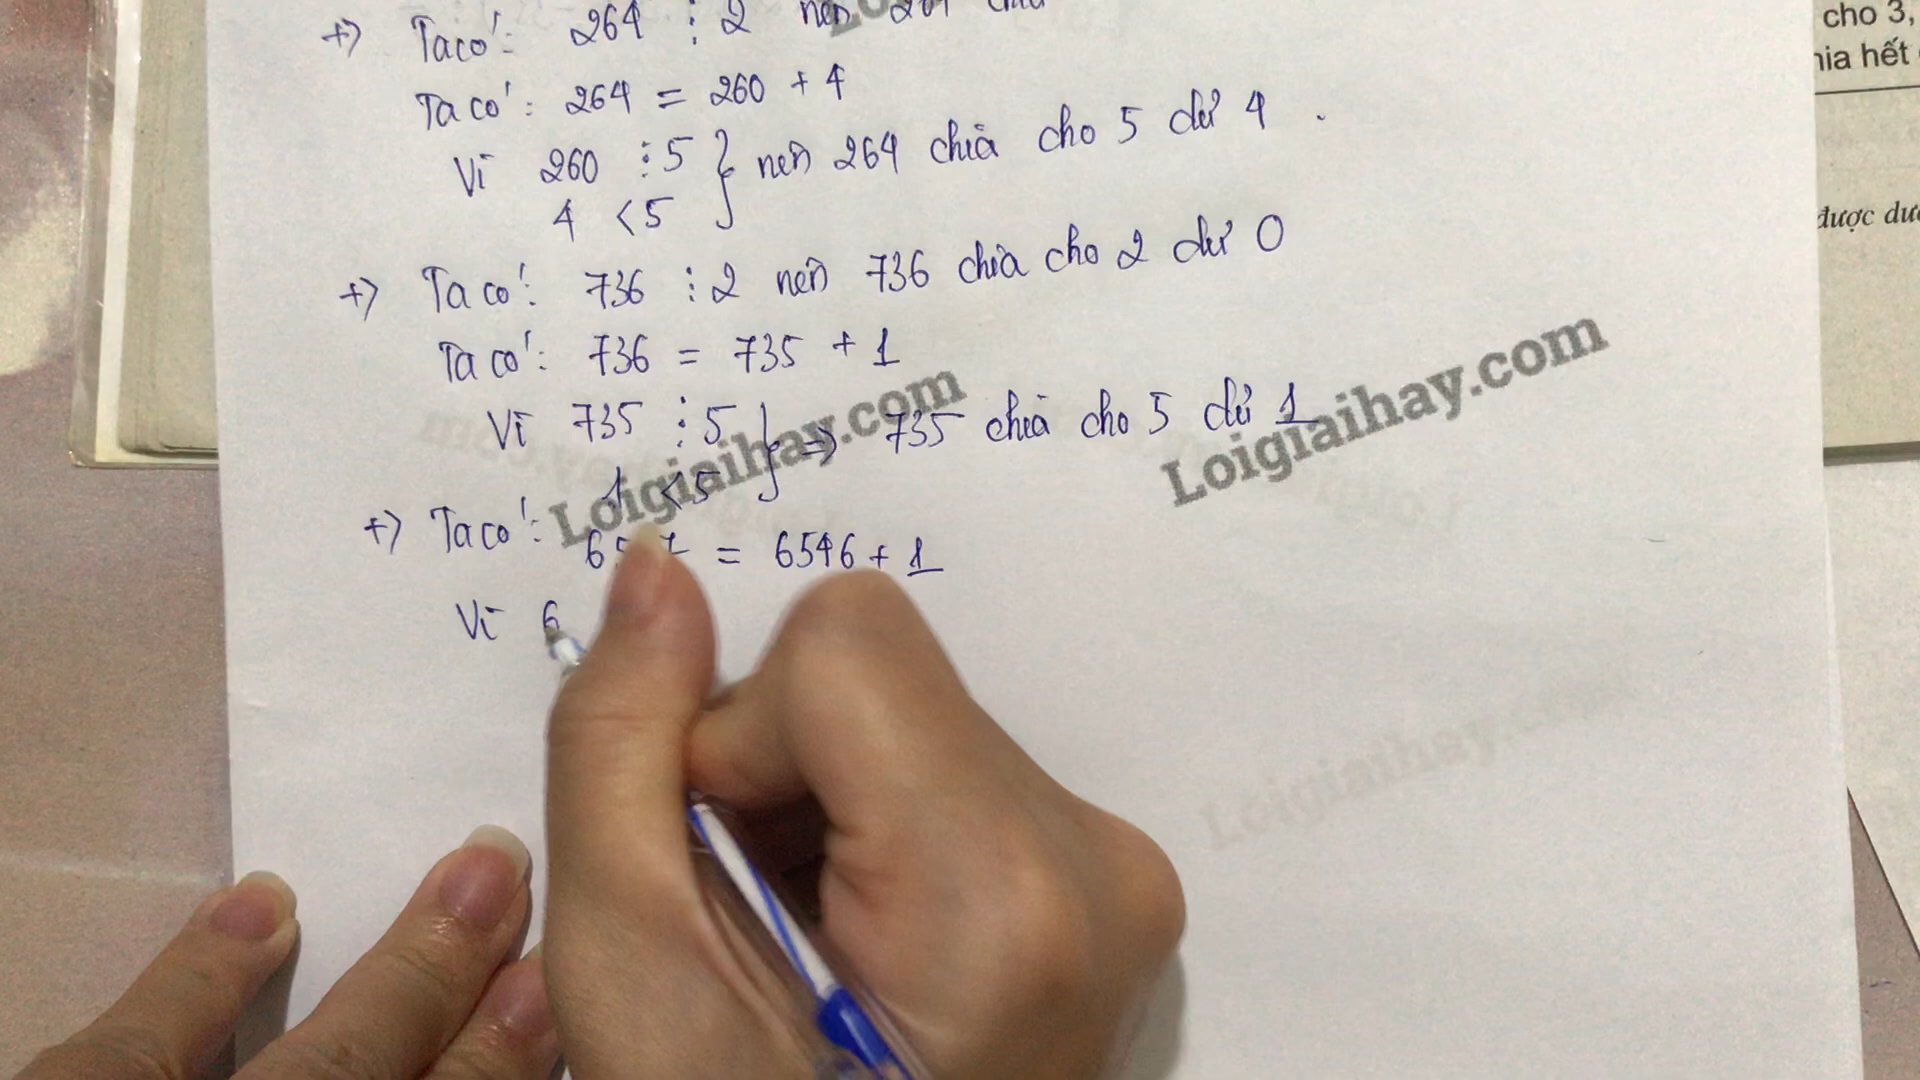 +) Ta có: 264 ⋮ 2 nên
Ta có: 264 = 260 + 4
Vì 260 ⋮ 5 } nên 264 chia cho 5 dư 4 .
4 < 5
+) Ta có: 736 ⋮ 2 nên 736 chia cho 2 dư 0
Ta có: 736 = 735 + 1
Vì 735 ⋮ 5 } => 735 chia cho 5 dư 1
1 < 5
+) Ta có: = 6546 + 1
Vì 6
Loigiaihay.com
Loigiaihay.com
Loigiaihay.com
cho 3,
hia hết
được